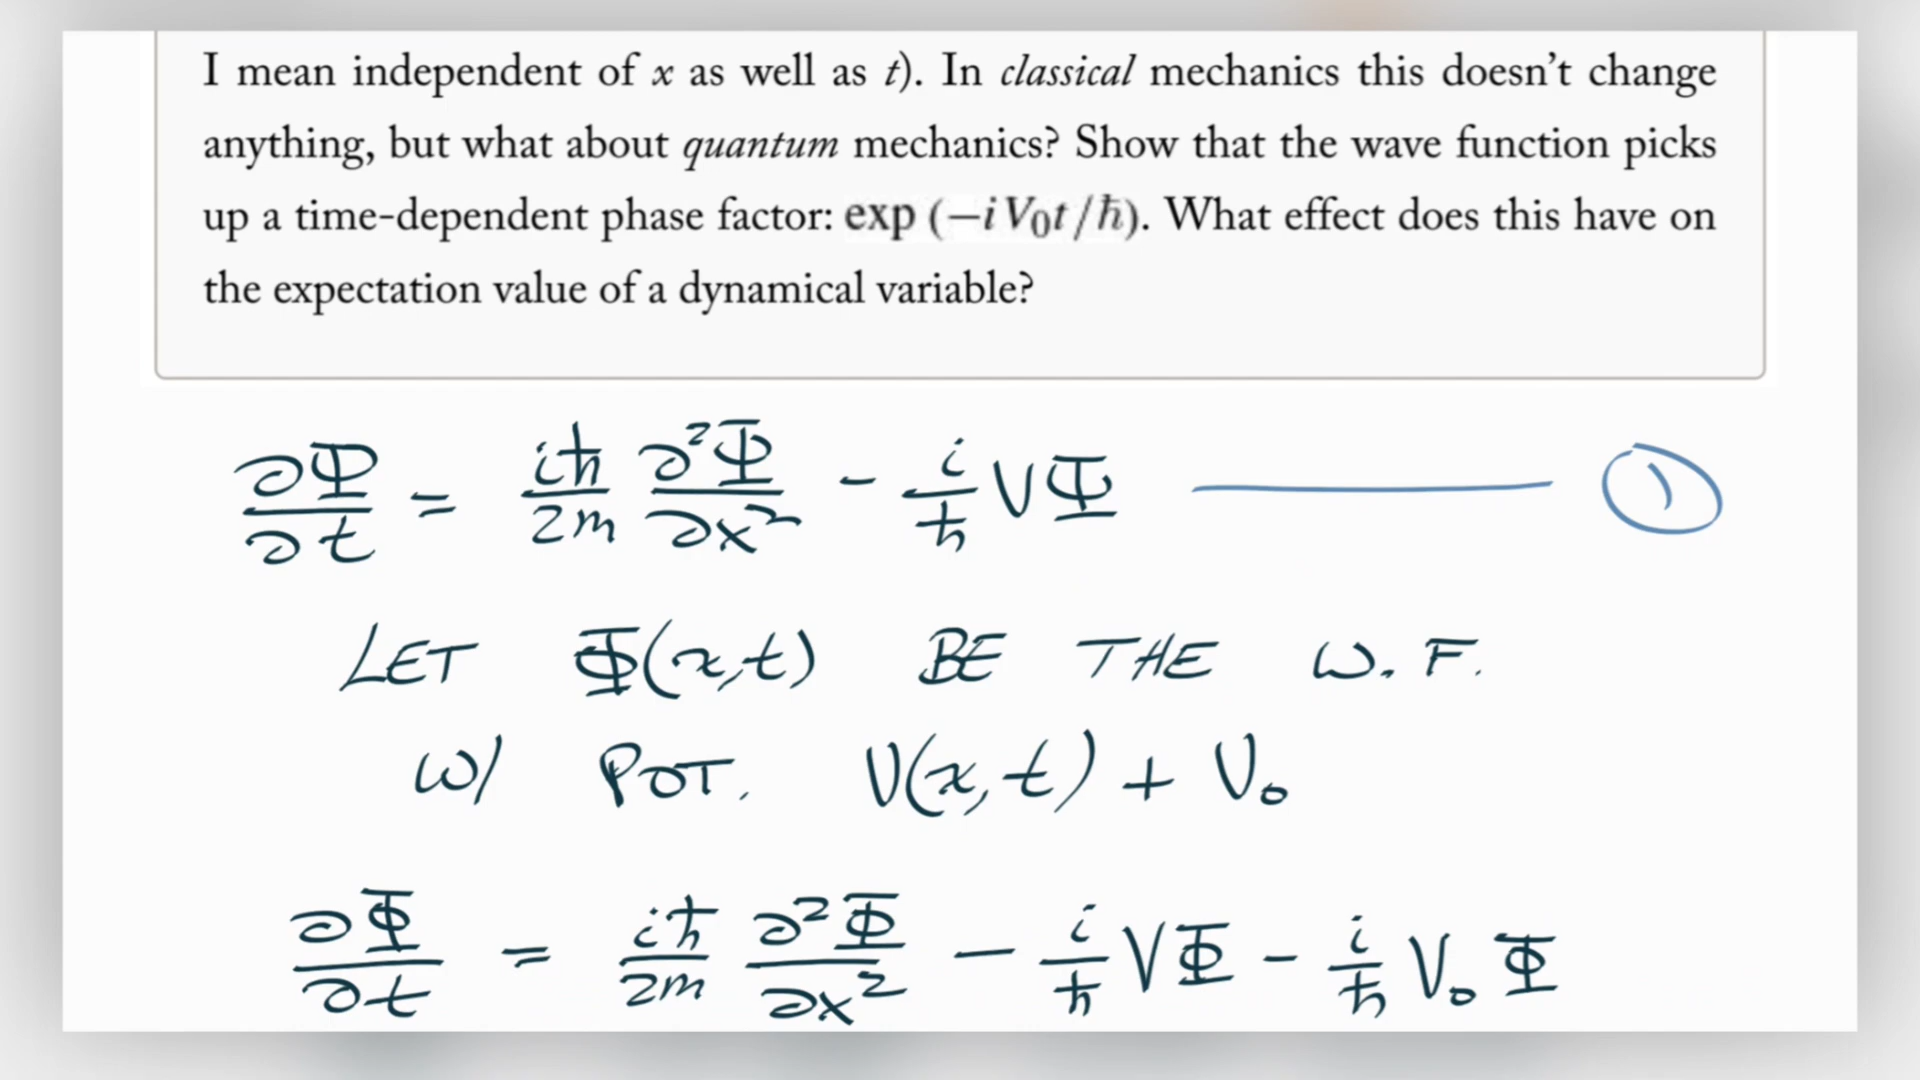 I mean independent of x as well as t). In classical mechanics this doesn't change
anything, but what about quantum mechanics? Show that the wave function picks
up a time-dependent phase factor: exp (−iV₀t/ħ). What effect does this have on
the expectation value of a dynamical variable?
∂Ψ/∂t = iħ/2m ∂²Ψ/∂x² − i/ħ VΨ ——— ①
LET Φ(x,t) BE THE W.F.
W/ POT. V(x,t) + V₀
∂Φ/∂t = iħ/2m ∂²Φ/∂x² − i/ħ VΦ − i/ħ V₀Φ